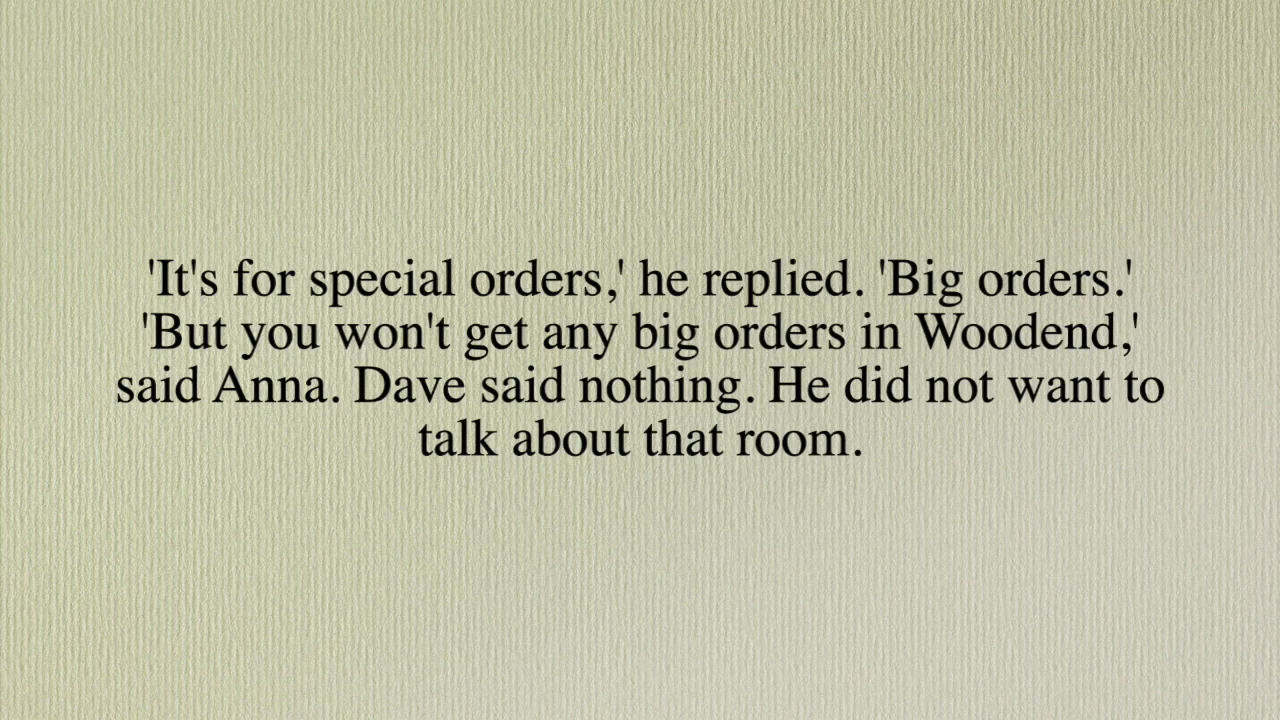 'It's for special orders,' he replied. 'Big orders.'
'But you won't get any big orders in Woodend,'
said Anna. Dave said nothing. He did not want to
talk about that room.